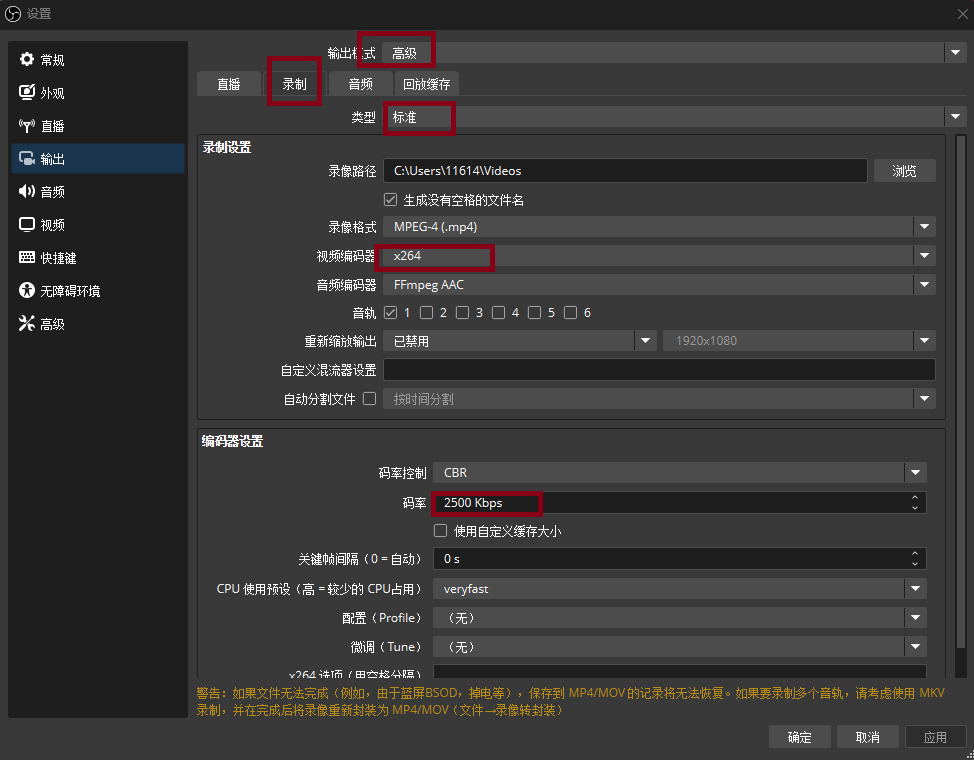 设置
常规
外观
直播
输出
音频
视频
快捷键
无障碍环境
高级
输出模式 高级
直播 录制 音频 回放缓存
类型 标准
录制设置
录像路径 C:\Users\11614\Videos 浏览
生成没有空格的文件名
录像格式 MPEG-4 (.mp4)
视频编码器 x264
音频编码器 FFmpeg AAC
音轨 1 2 3 4 5 6
重新缩放输出 已禁用 1920x1080
自定义混流器设置
自动分割文件 按时间分割
编码器设置
码率控制 CBR
码率 2500 Kbps
使用自定义缓存大小
关键帧间隔（0 = 自动） 0 s
CPU 使用预设（高 = 较少的 CPU占用） veryfast
配置（Profile） （无）
微调（Tune） （无）
x264 选项（用空格分隔）
警告：如果文件无法完成（例如，由于蓝屏BSOD，掉电等），保存到 MP4/MOV 的记录将无法恢复。如果要录制多个音轨，请考虑使用 MKV
录制，并在完成后将录像重新封装为 MP4/MOV（文件→录像转封装）
确定 取消 应用